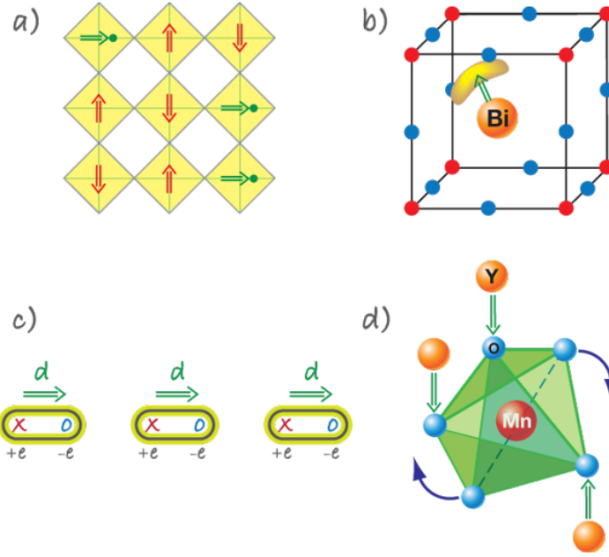 a)
b)
Bi
c)
d d d
x o x o x o
+e -e +e -e +e -e
d)
Y
O
Mn